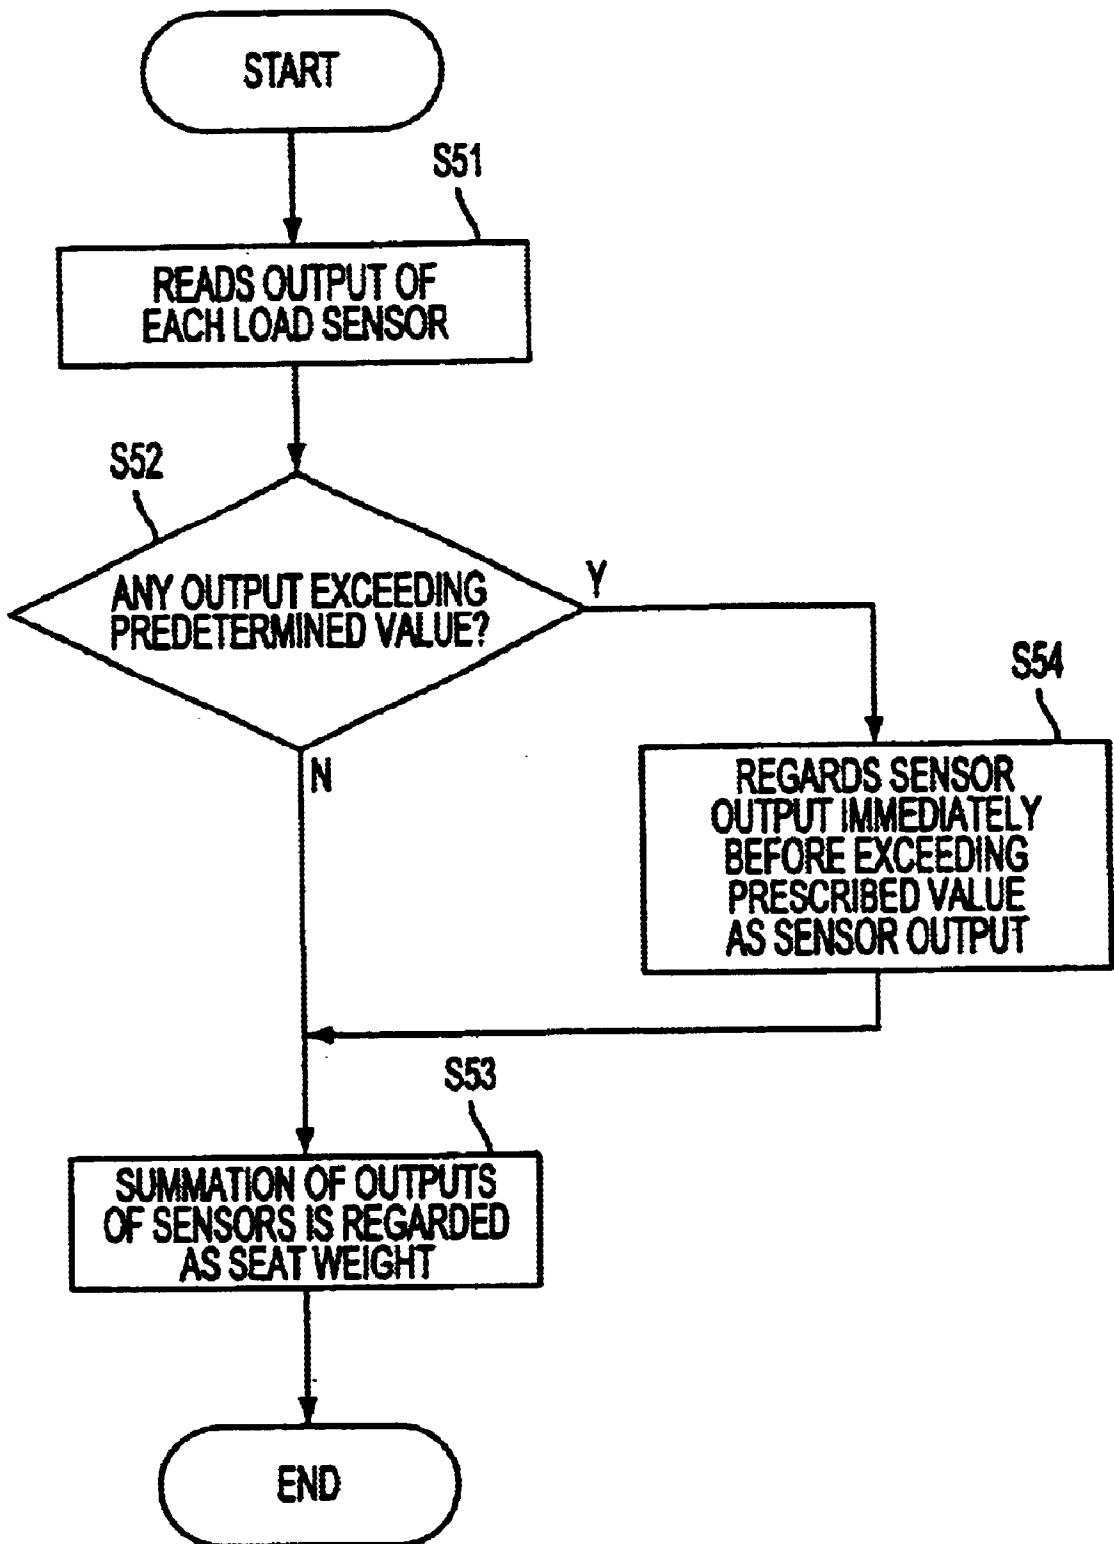 START
S51
READS OUTPUT OF
EACH LOAD SENSOR
S52
ANY OUTPUT EXCEEDING
PREDETERMINED VALUE?
Y
N
S54
REGARDS SENSOR
OUTPUT IMMEDIATELY
BEFORE EXCEEDING
PRESCRIBED VALUE
AS SENSOR OUTPUT
S53
SUMMATION OF OUTPUTS
OF SENSORS IS REGARDED
AS SEAT WEIGHT
END